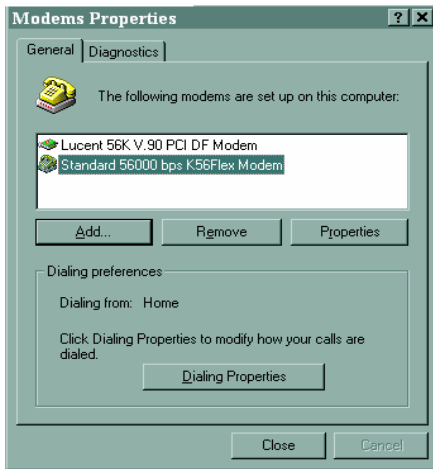 Modems Properties
? X
General Diagnostics
The following modems are set up on this computer:
Lucent 56K V.90 PCI DF Modem
Standard 56000 bps K56Flex Modem
Add... Remove Properties
Dialing preferences
Dialing from: Home
Click Dialing Properties to modify how your calls are
dialed.
Dialing Properties
Close Cancel